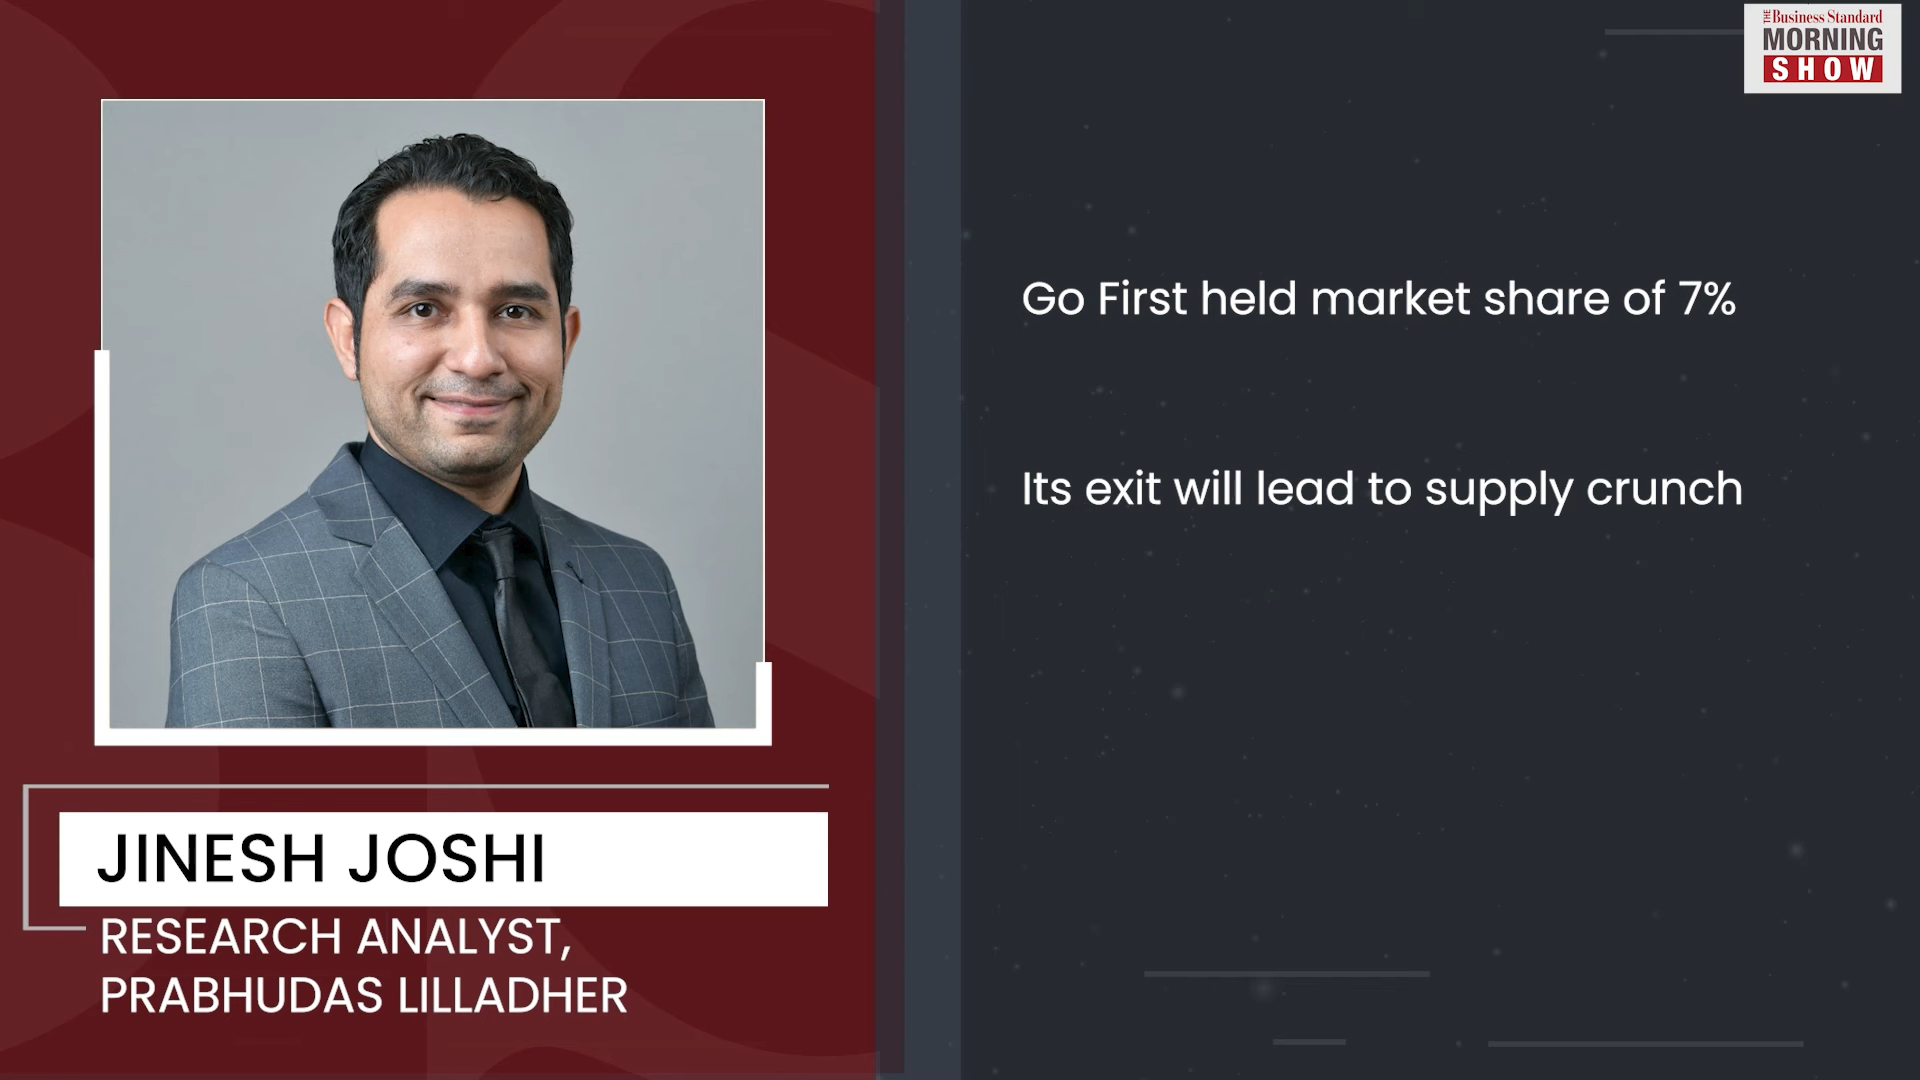 THE Business Standard
MORNING
SHOW
Go First held market share of 7%
Its exit will lead to supply crunch
JINESH JOSHI
RESEARCH ANALYST,
PRABHUDAS LILLADHER